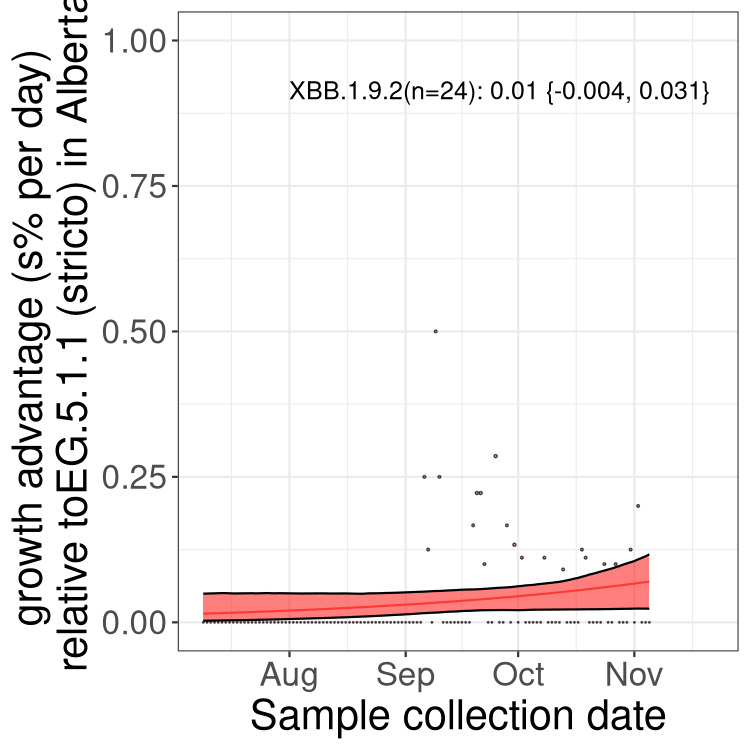 growth advantage (s% per day)
relative toEG.5.1.1 (stricto) in Alberta
1.00
XBB.1.9.2(n=24): 0.01 {-0.004, 0.031}
0.75
0.50
0.25
0.00
Aug Sep Oct Nov
Sample collection date